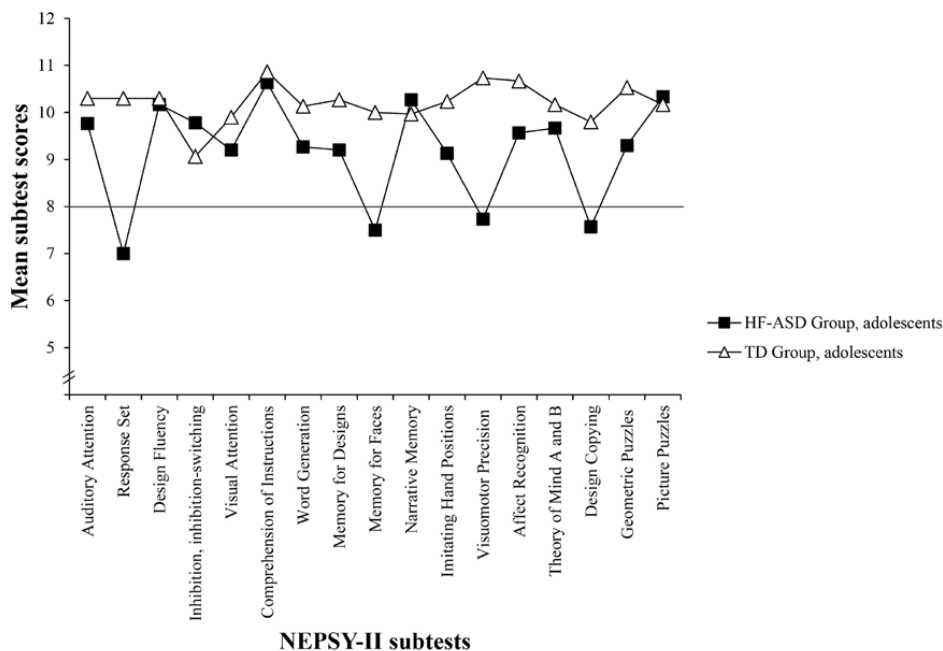 12
11
10
9
8
7
6
5
Mean subtest scores
HF-ASD Group, adolescents
TD Group, adolescents
Auditory Attention
Response Set
Design Fluency
Inhibition, inhibition-switching
Visual Attention
Comprehension of Instructions
Word Generation
Memory for Designs
Memory for Faces
Narrative Memory
Imitating Hand Positions
Visuomotor Precision
Affect Recognition
Theory of Mind A and B
Design Copying
Geometric Puzzles
Picture Puzzles
NEPSY-II subtests